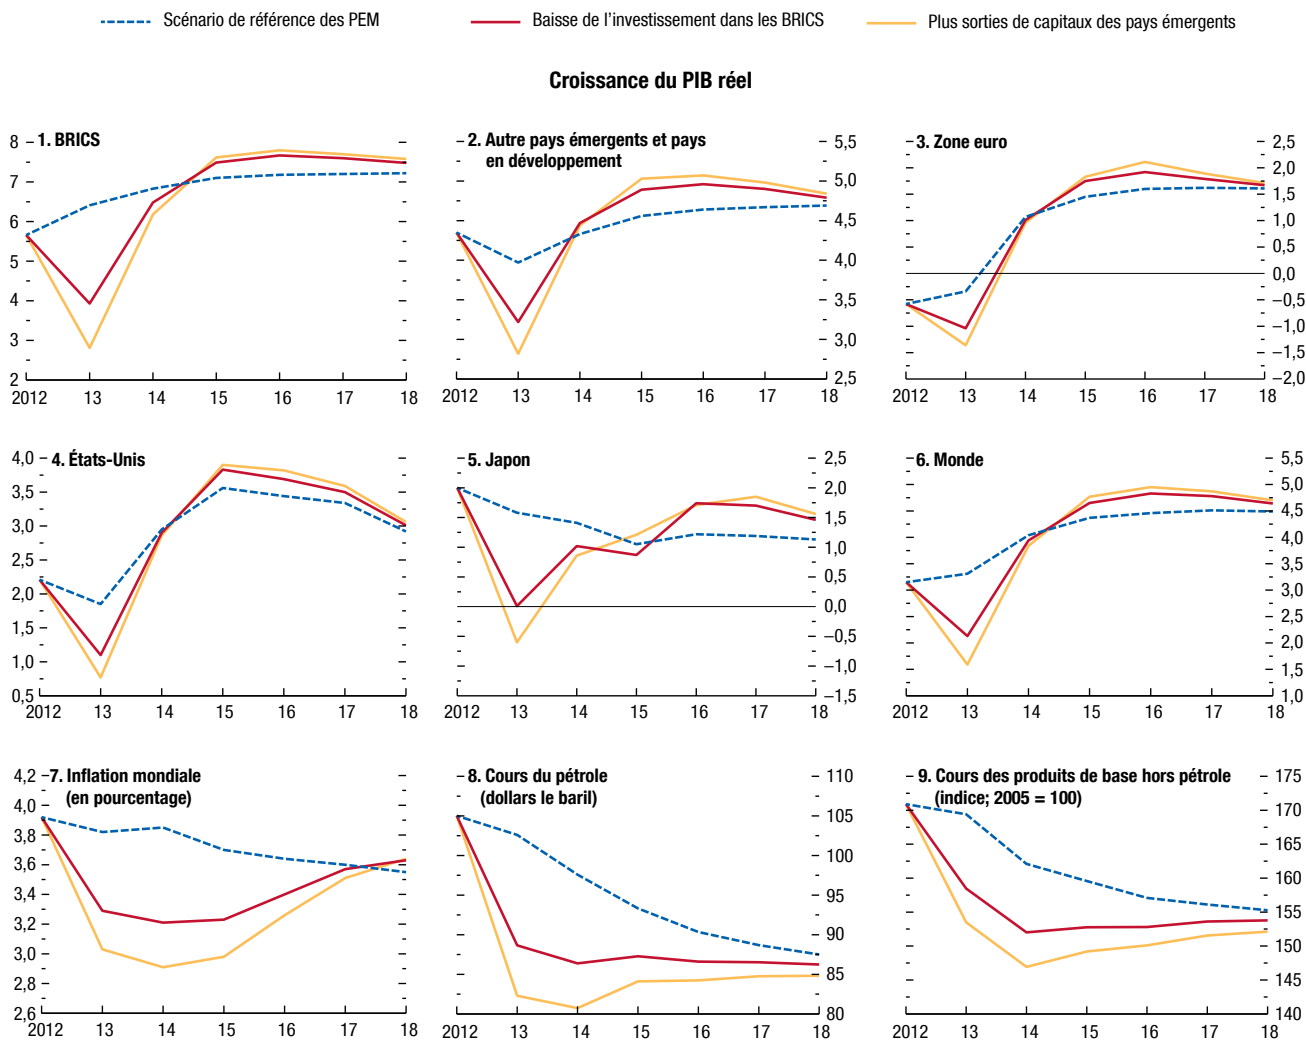 Scénario de référence des PEM
Baisse de l’investissement dans les BRICS
Plus sorties de capitaux des pays émergents
Croissance du PIB réel
1. BRICS
8
7
6
5
4
3
2
2012 13 14 15 16 17 18
2. Autre pays émergents et pays
en développement
5,5
5,0
4,5
4,0
3,5
3,0
2,5
2012 13 14 15 16 17 18
3. Zone euro
2,5
2,0
1,5
1,0
0,5
0,0
–0,5
–1,0
–1,5
–2,0
2012 13 14 15 16 17 18
4. États-Unis
4,0
3,5
3,0
2,5
2,0
1,5
1,0
0,5
2012 13 14 15 16 17 18
5. Japon
2,5
2,0
1,5
1,0
0,5
0,0
–0,5
–1,0
–1,5
2012 13 14 15 16 17 18
6. Monde
5,5
5,0
4,5
4,0
3,5
3,0
2,5
2,0
1,5
1,0
2012 13 14 15 16 17 18
7. Inflation mondiale
(en pourcentage)
4,2
4,0
3,8
3,6
3,4
3,2
3,0
2,8
2,6
2012 13 14 15 16 17 18
8. Cours du pétrole
(dollars le baril)
110
105
100
95
90
85
80
2012 13 14 15 16 17 18
9. Cours des produits de base hors pétrole
(indice; 2005 = 100)
175
170
165
160
155
150
145
140
2012 13 14 15 16 17 18